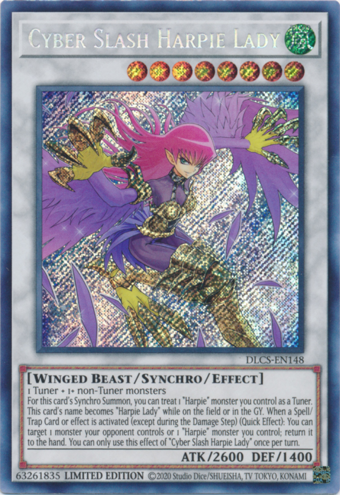 CYBER SLASH HARPIE LADY
DLCS-EN148
[WINGED BEAST/SYNCHRO/EFFECT]
1 Tuner + 1+ non-Tuner monsters
For this card's Synchro Summon, you can treat 1 "Harpie" monster you control as a Tuner.
This card's name becomes "Harpie Lady" while on the field or in the GY. When a Spell/
Trap Card or effect is activated (except during the Damage Step) (Quick Effect): You can
target 1 monster your opponent controls or 1 "Harpie" monster you control; return it
to the hand. You can only use this effect of "Cyber Slash Harpie Lady" once per turn.
ATK/2600 DEF/1400
63261835 LIMITED EDITION ©2020 Studio Dice/SHUEISHA, TV TOKYO, KONAMI